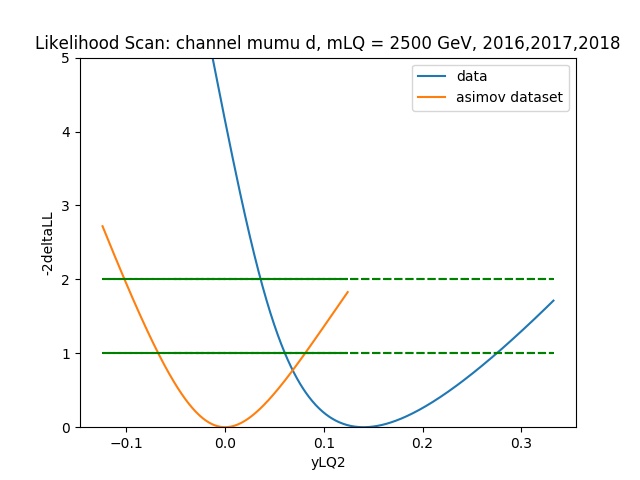 Likelihood Scan: channel mumu d, mLQ = 2500 GeV, 2016,2017,2018
5
4
3
2
1
0
-2deltaLL
data
asimov dataset
−0.1
0.0
0.1
0.2
0.3
yLQ2